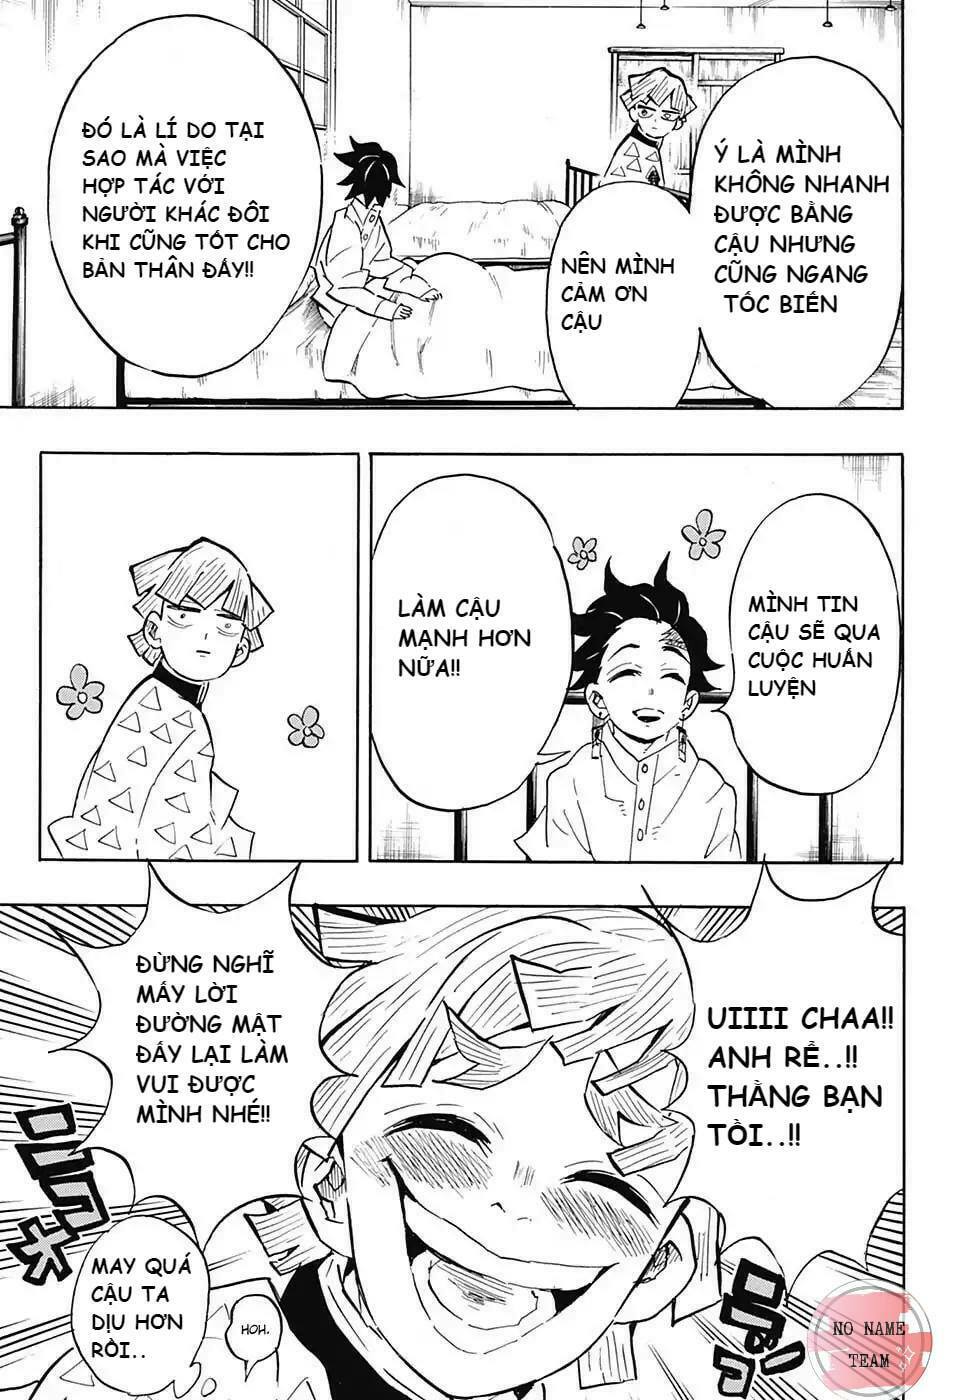 Ý LÀ MÌNH
KHÔNG NHANH
ĐƯỢC BẰNG
CẬU NHƯNG
CŨNG NGANG
TỐC BIẾN
NÊN MÌNH
CẢM ƠN
CẬU
ĐÓ LÀ LÍ DO TẠI
SAO MÀ VIỆC
HỢP TÁC VỚI
NGƯỜI KHÁC ĐÔI
KHI CŨNG TỐT CHO
BẢN THÂN ĐẤY!!
MÌNH TIN
CẬU SẼ QUA
CUỘC HUẤN
LUYỆN
LÀM CẬU
MẠNH HƠN
NỮA!!
UIIII CHAA!!
ANH RỂ..!!
THẰNG BẠN
TỒI..!!
ĐỪNG NGHĨ
MẤY LỜI
ĐƯỜNG MẬT
ĐẤY LẠI LÀM
VUI ĐƯỢC
MÌNH NHÉ!!
MAY QUÁ
CẬU TA
DỊU HƠN
RỒI..
HOH.
NO NAME
TEAM